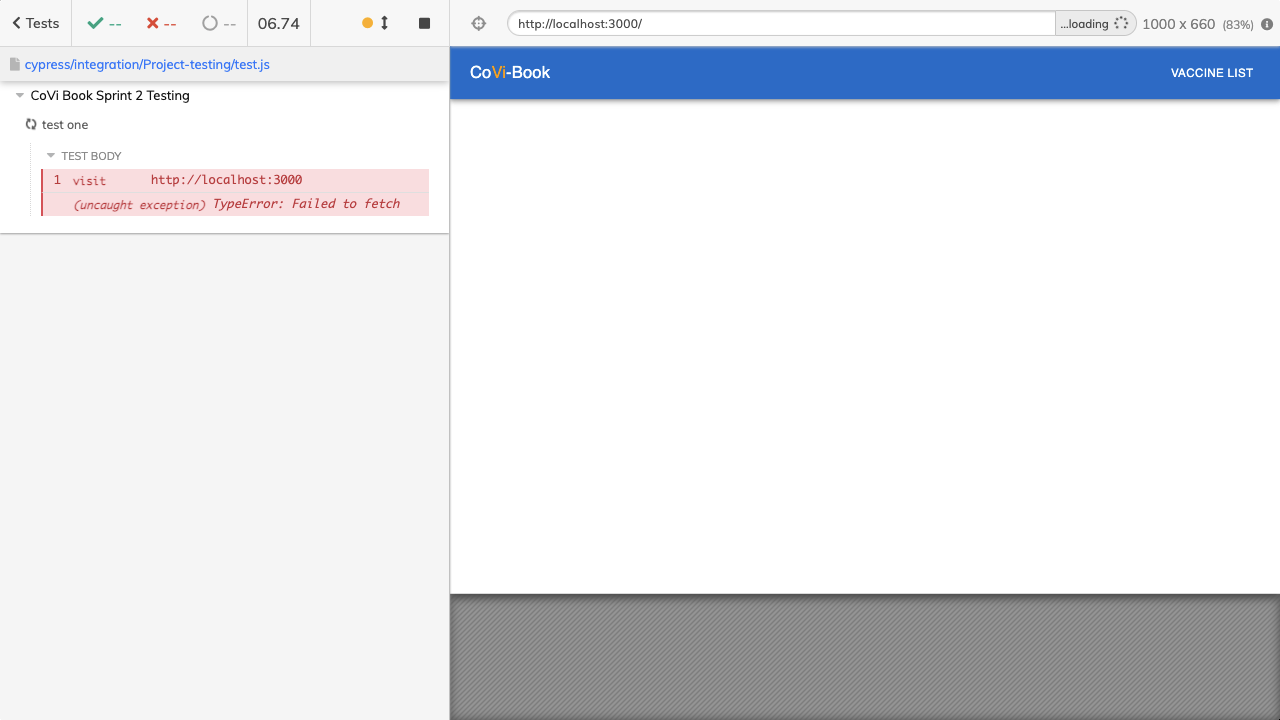 Tests -- -- -- 06.74
http://localhost:3000/ ...loading 1000 x 660 (83%)
cypress/integration/Project-testing/test.js
CoVi-Book VACCINE LIST
CoVi Book Sprint 2 Testing
test one
TEST BODY
1 visit http://localhost:3000
(uncaught exception) TypeError: Failed to fetch